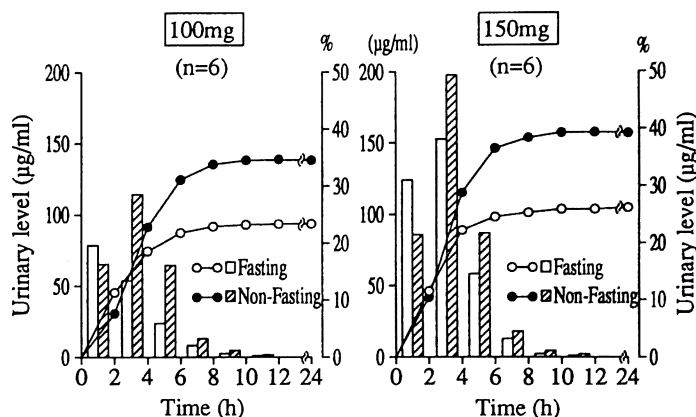 100mg
(n=6)
Urinary level (µg/ml)
%
200
150
100
50
0
50
40
30
20
10
0
Fasting
Non-Fasting
0 2 4 6 8 10 12 24
Time (h)
150mg
(n=6)
(µg/ml)
%
200
150
100
50
0
50
40
30
20
10
0
Urinary level (µg/ml)
Fasting
Non-Fasting
0 2 4 6 8 10 12 24
Time (h)